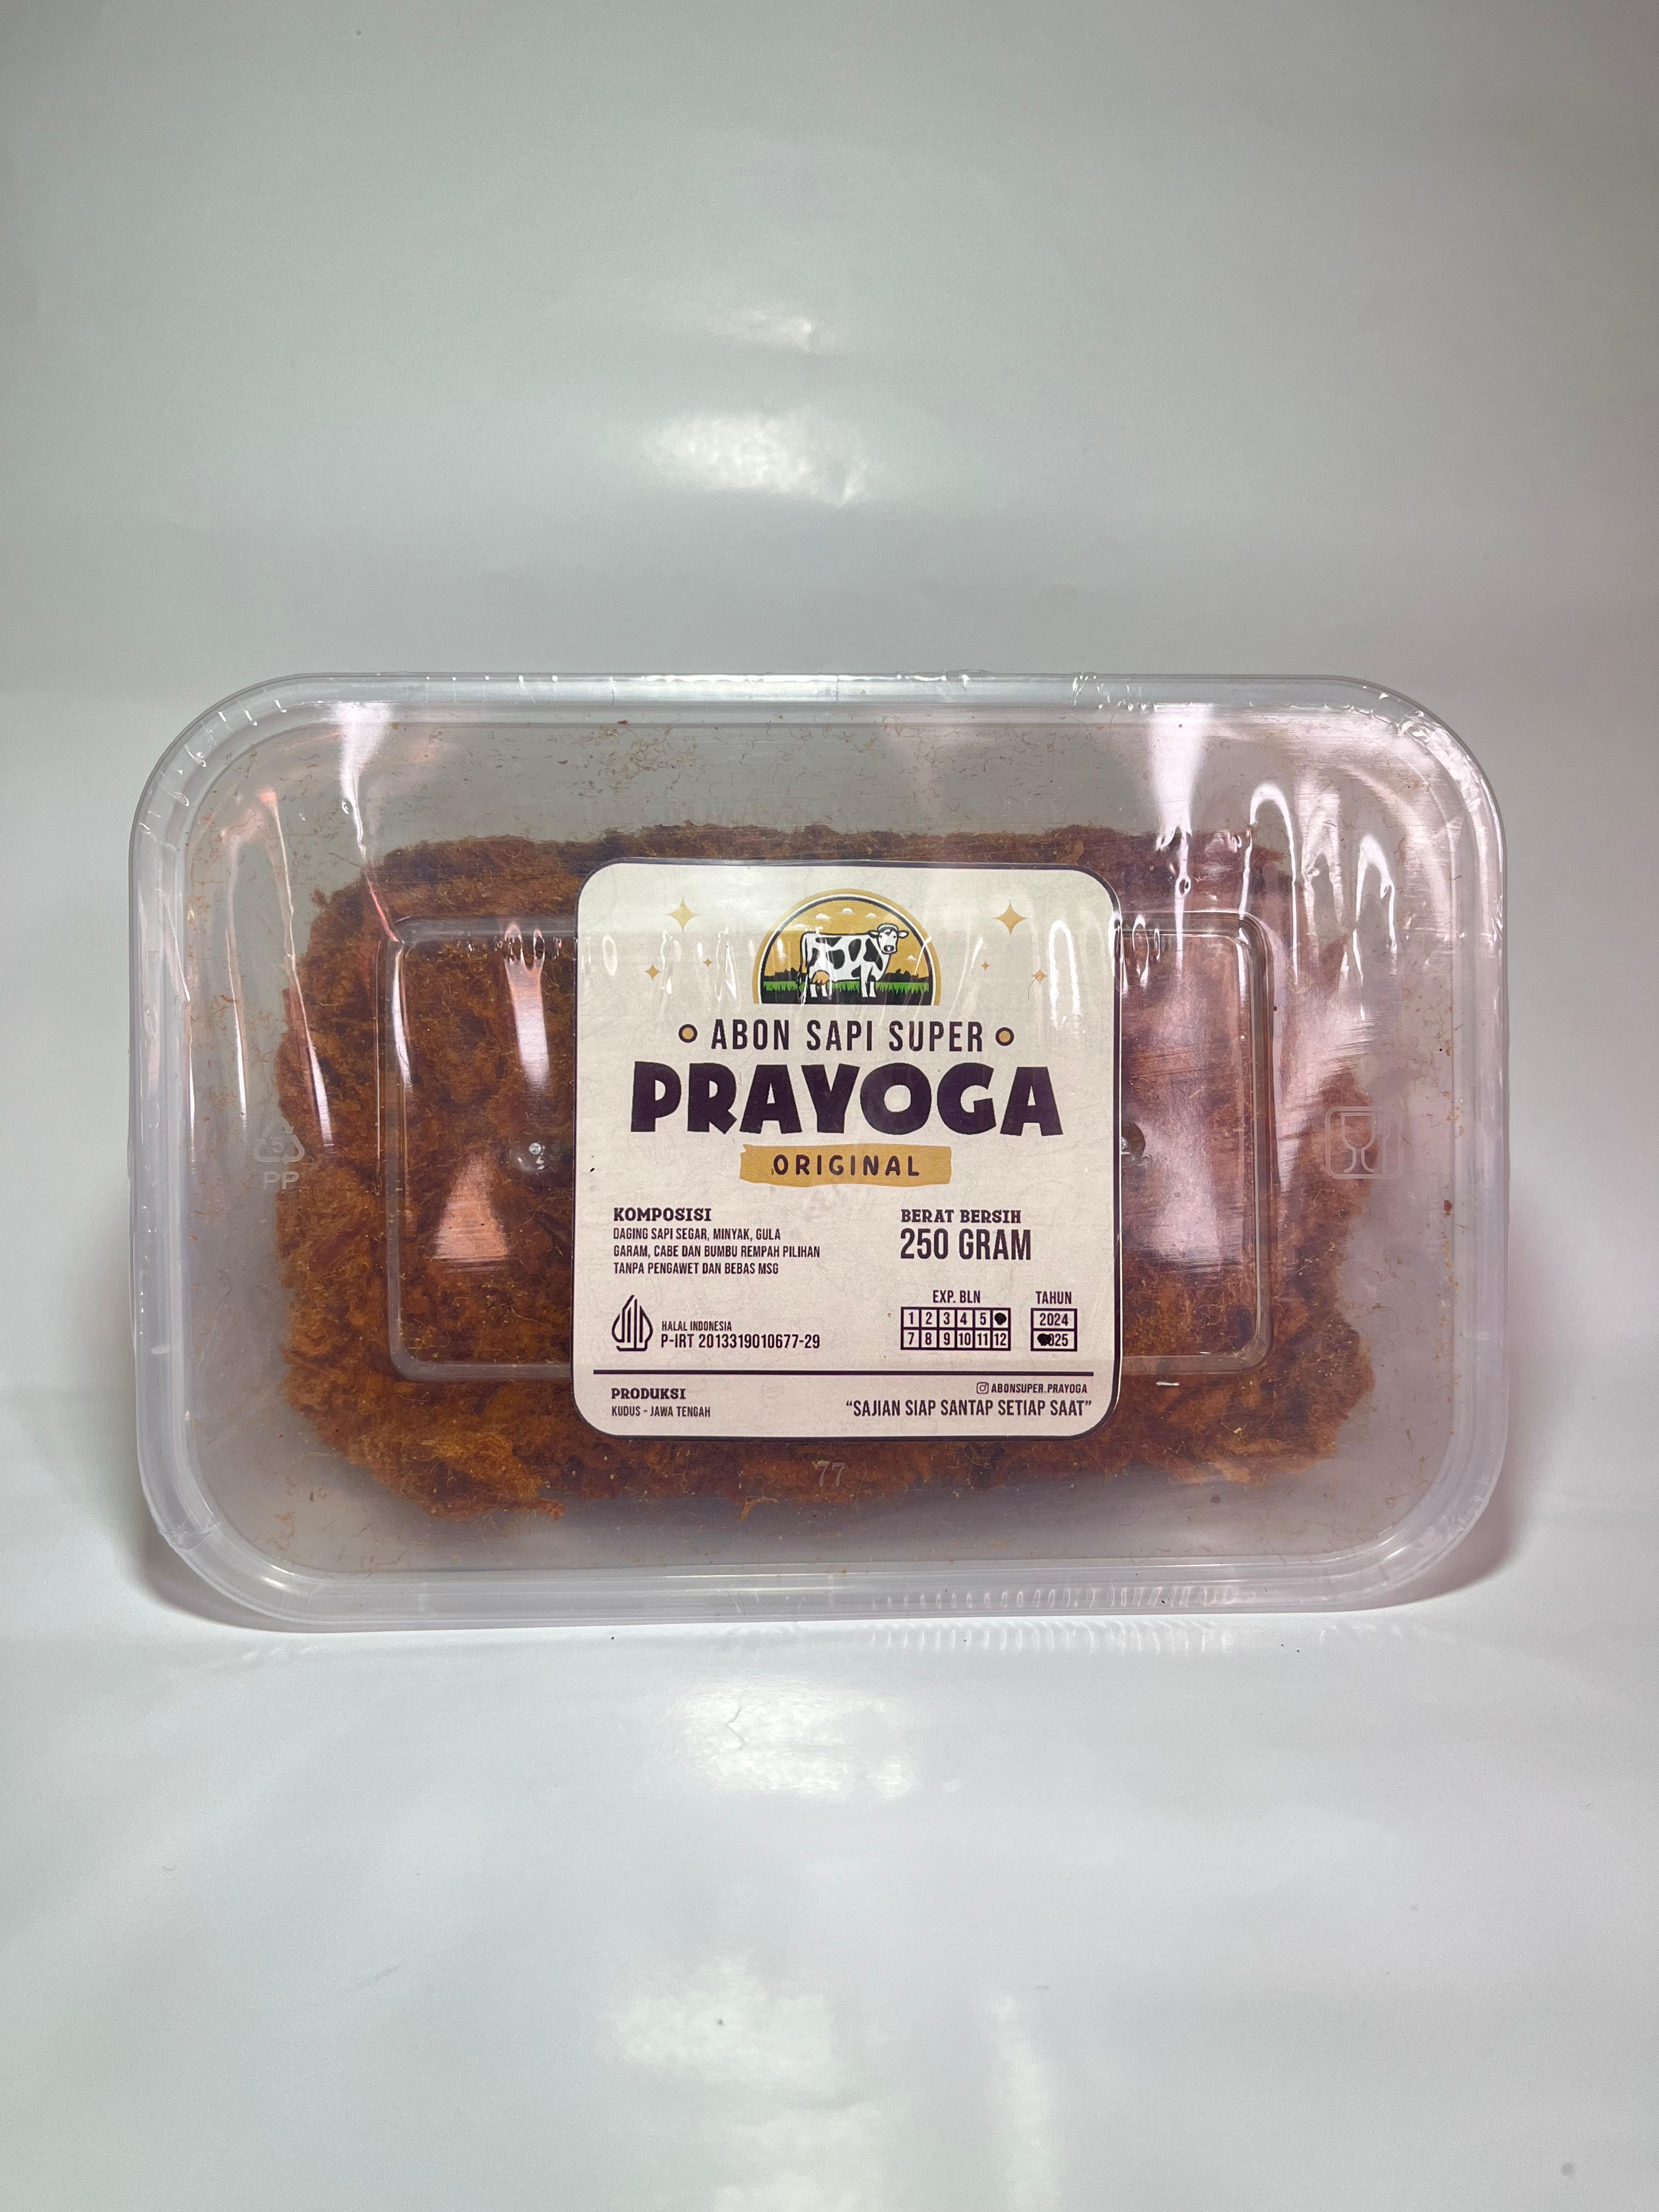 ABON SAPI SUPER
PRAYOGA
ORIGINAL
KOMPOSISI
DAGING SAPI SEGAR, MINYAK, GULA
GARAM, CABE DAN BUMBU REMPAH PILIHAN
TANPA PENGAWET DAN BEBAS MSG
BERAT BERSIH
250 GRAM
EXP. BLN
1 2 3 4 5
7 8 9 10 11 12
TAHUN
2024
025
HALAL INDONESIA
P-IRT 2013319010677-29
PRODUKSI
KUDUS - JAWA TENGAH
ABONSUPER.PRAYOGA
"SAJIAN SIAP SANTAP SETIAP SAAT"
5
PP
77